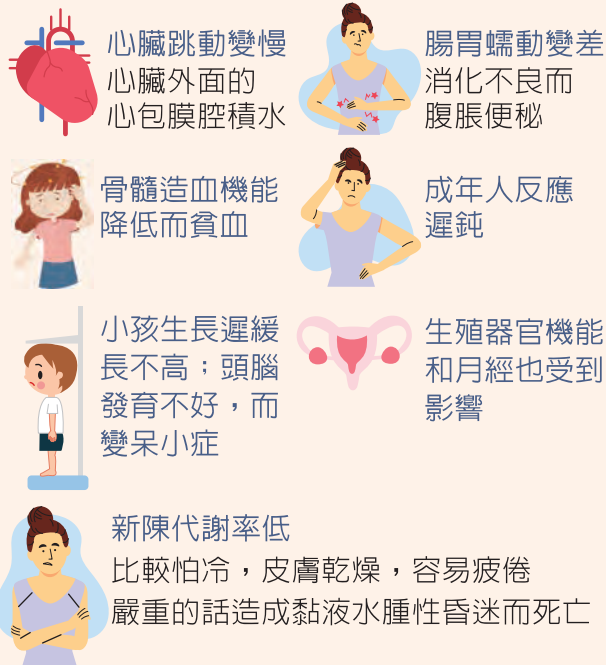 心臟跳動變慢
心臟外面的
心包膜腔積水
腸胃蠕動變差
消化不良而
腹脹便秘
骨髓造血機能
降低而貧血
成年人反應
遲鈍
小孩生長遲緩
長不高；頭腦
發育不好，而
變呆小症
生殖器官機能
和月經也受到
影響
新陳代謝率低
比較怕冷，皮膚乾燥，容易疲倦
嚴重的話造成黏液水腫性昏迷而死亡